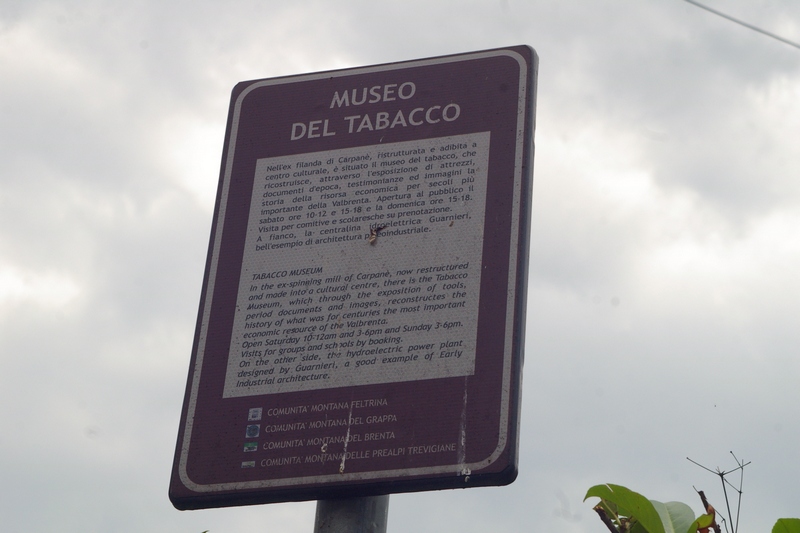 MUSEO
DEL TABACCO
Nell'ex filanda di Carpanè, ristrutturata e adibita a
centro culturale, è situato il museo del tabacco, che
ricostruisce, attraverso l'esposizione di attrezzi,
documenti d'epoca, testimonianze ed immagini la
storia della risorsa economica per secoli più
importante della Valbrenta. Apertura al pubblico il
sabato ore 10-12 e 15-18 e la domenica ore 15-18.
Visita per comitive e scolaresche su prenotazione.
A fianco, la centralina idroelettrica Guarnieri,
bell'esempio di architettura protoindustriale.
TABACCO MUSEUM
In the ex-spinning mill of Carpanè, now restructured
and made into a cultural centre, there is the Tabacco
Museum, which through the exposition of tools,
period documents and images, reconstructs the
history of what was for centuries the most important
economic resource of the Valbrenta.
Open Saturday 10-12am and 3-6pm and Sunday 3-6pm.
Visits for groups and schools by booking.
On the other side, the hydroelectric power plant
designed by Guarnieri, a good example of Early
Industrial architecture.
COMUNITA' MONTANA FELTRINA
COMUNITA' MONTANA DEL GRAPPA
COMUNITA' MONTANA DEL BRENTA
COMUNITA' MONTANA DELLE PREALPI TREVIGIANE